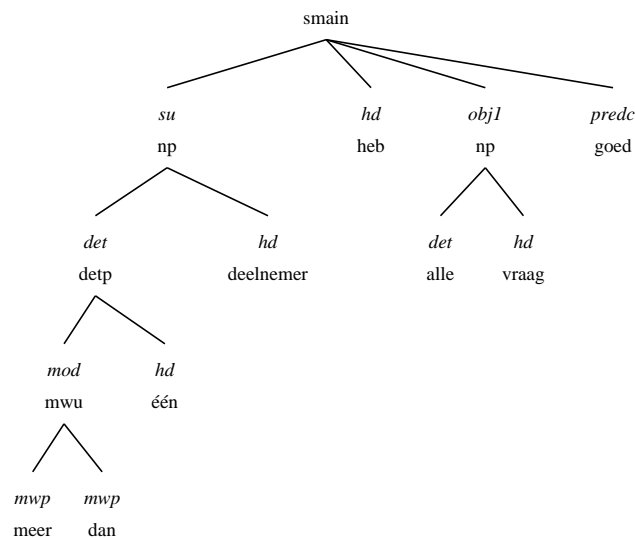 smain
su hd obj1 predc
np heb np goed
det hd det hd
detp deelnemer alle vraag
mod hd
mwu één
mwp mwp
meer dan